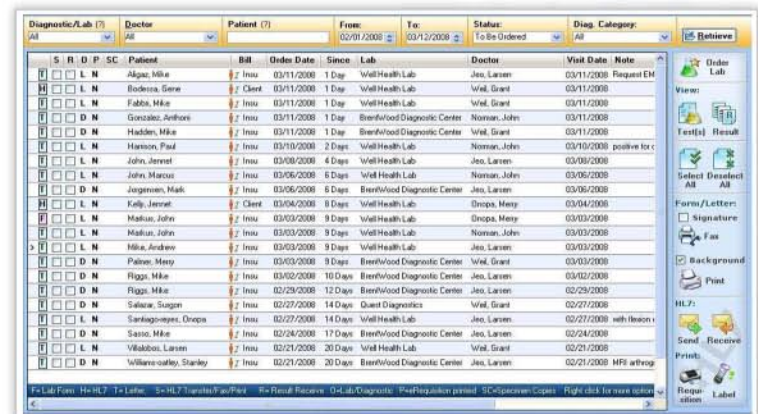 Diagnostic/Lab (?) Doctor Patient (?) From: To: Status: Diag. Category:
All All 02/01/2008 03/12/2008 To Be Ordered All Retrieve
S R O P SC Patient Bill Order Date Since Lab Doctor Visit Date Note
T L N Aligaz, Mike Insu 03/11/2008 1 Day Well Health Lab Jeo, Larsen 03/11/2008 Request EM
H L N Bodessa, Gene Client 03/11/2008 1 Day Well Health Lab Weil, Grant 03/11/2008
T L N Fabba, Mike Insu 03/11/2008 1 Day Well Health Lab Weil, Grant 03/11/2008
T D N Gonzalez, Anthoni Insu 03/11/2008 1 Day BrentWood Diagnostic Center Norman, John 03/11/2008
T D N Hadden, Mike Insu 03/11/2008 1 Day BrentWood Diagnostic Center Weil, Grant 03/11/2008
T L N Harrison, Paul Insu 03/10/2008 2 Days Well Health Lab Norman, John 03/10/2008 positive for c
T L N John, Jennet Insu 03/08/2008 4 Days Well Health Lab Jeo, Larsen 03/08/2008
T L N John, Marcus Insu 03/06/2008 6 Days Well Health Lab Norman, John 03/06/2008
T D N Jorgensen, Mark Insu 03/06/2008 6 Days BrentWood Diagnostic Center Jeo, Larsen 03/06/2008
H L N Kelly, Jennet Client 03/04/2008 8 Days Well Health Lab Onopa, Merry 03/04/2008
F L N Markus, John Insu 03/03/2008 9 Days Well Health Lab Onopa, Merry 03/03/2008
T L N Markus, John Insu 03/03/2008 9 Days Well Health Lab Norman, John 03/03/2008
> T L N Mike, Andrew Insu 03/03/2008 9 Days Well Health Lab Jeo, Larsen 03/03/2008
T D N Palmer, Merry Insu 03/03/2008 9 Days BrentWood Diagnostic Center Weil, Grant 03/03/2008
T D N Riggs, Mike Insu 03/02/2008 10 Days BrentWood Diagnostic Center Jeo, Larsen 03/02/2008
T D N Riggs, Mike Insu 02/29/2008 12 Days BrentWood Diagnostic Center Weil, Grant 02/29/2008
T D N Salazar, Surgon Insu 02/27/2008 14 Days Quest Diagnostics Weil, Grant 02/27/2008
T L N Santiago-reyes, Onopa Insu 02/27/2008 14 Days Well Health Lab Weil, Grant 02/27/2008 with flexion
T D N Sasso, Mike Insu 02/24/2008 17 Days BrentWood Diagnostic Center Jeo, Larsen 02/24/2008
T L N Villalobos, Larsen Insu 02/21/2008 20 Days Well Health Lab Weil, Grant 02/21/2008
T D N Williams-oatley, Stanley Insu 02/21/2008 20 Days BrentWood Diagnostic Center Jeo, Larsen 02/21/2008 MRI arthrog
F=Lab Form H=HL7 T=Letter S=HL7 Transfer/Fax/Print R=Result Receive O=Lab/Diagnostic P=eRequisition printed SC=Specimen Copies Right click for more option
Order
Lab
View:
Test(s) Result
Select All Deselect All
Form/Letter:
Signature
Fax
Background
Print
HL7:
Send Receive
Print:
Requisition Label